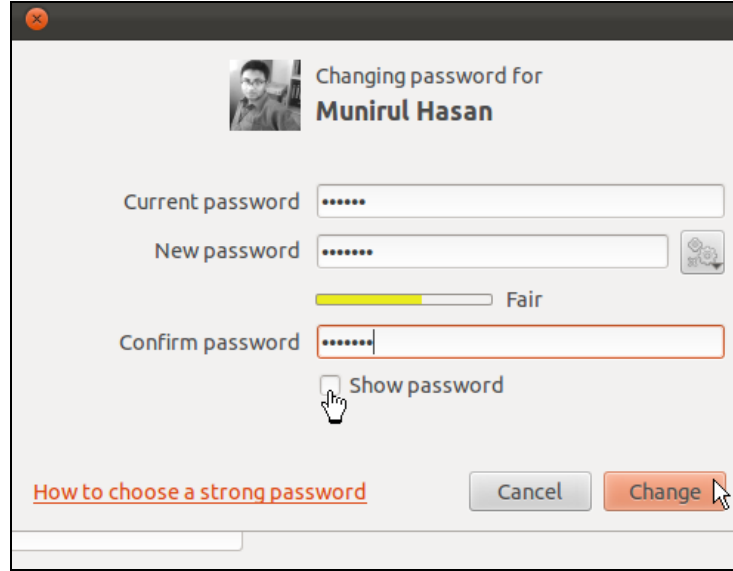 Changing password for
Munirul Hasan
Current password ••••••
New password •••••••
Fair
Confirm password •••••••
Show password
How to choose a strong password Cancel Change